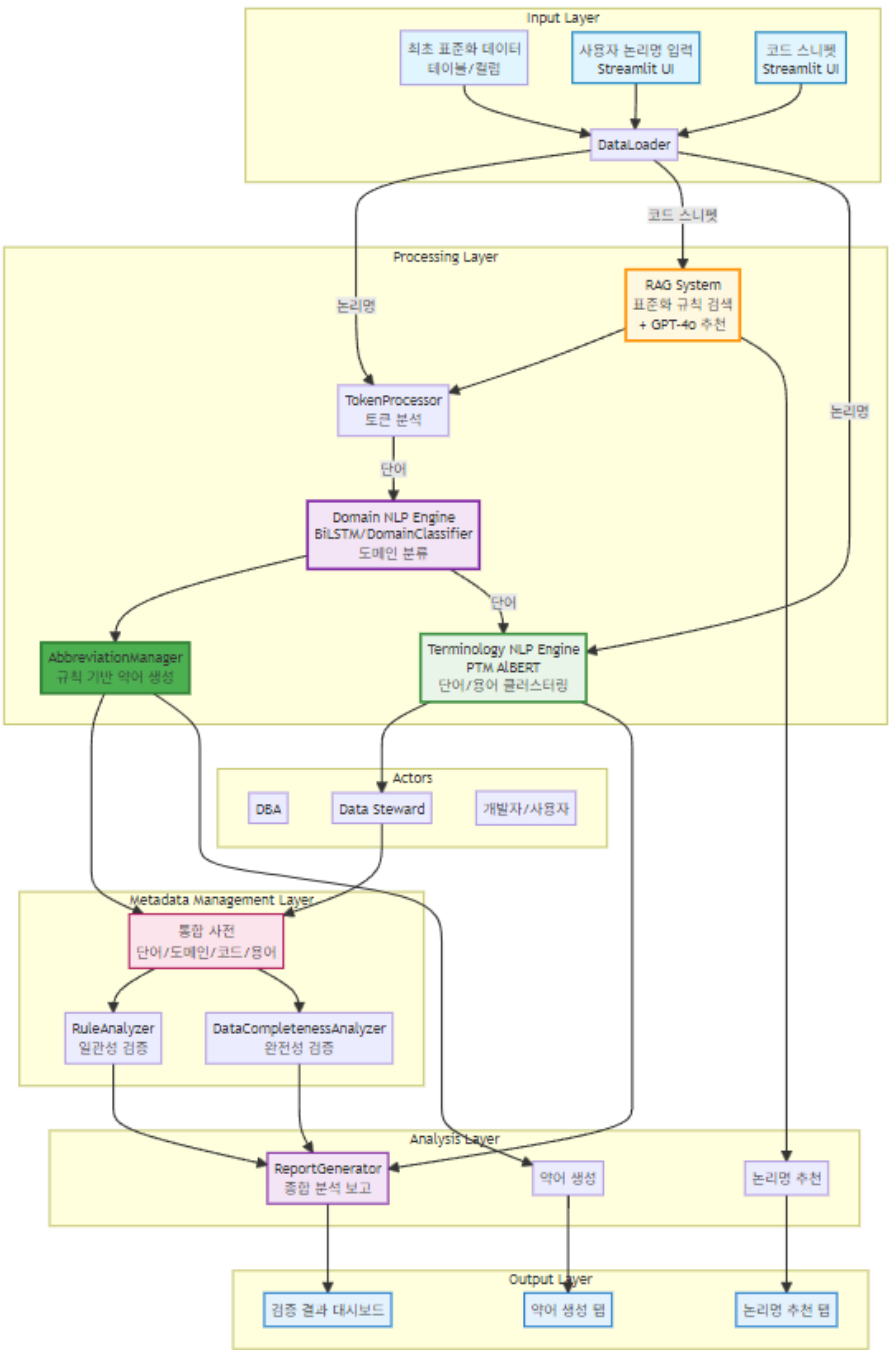 Input Layer
최초 표준화 데이터
테이블/컬럼
사용자 논리명 입력
Streamlit UI
코드 스니펫
Streamlit UI
DataLoader
코드 스니펫
Processing Layer
RAG System
표준화 규칙 검색
+ GPT-4o 추천
논리명
TokenProcessor
토큰 분석
논리명
단어
Domain NLP Engine
BiLSTM/DomainClassifier
도메인 분류
단어
AbbreviationManager
규칙 기반 약어 생성
Terminology NLP Engine
PTM AlBERT
단어/용어 클러스터링
Actors
DBA
Data Steward
개발자/사용자
Metadata Management Layer
통합 사전
단어/도메인/코드/용어
RuleAnalyzer
일관성 검증
DataCompletenessAnalyzer
완전성 검증
Analysis Layer
ReportGenerator
종합 분석 보고
약어 생성
논리명 추천
Output Layer
검증 결과 대시보드
약어 생성 탭
논리명 추천 탭